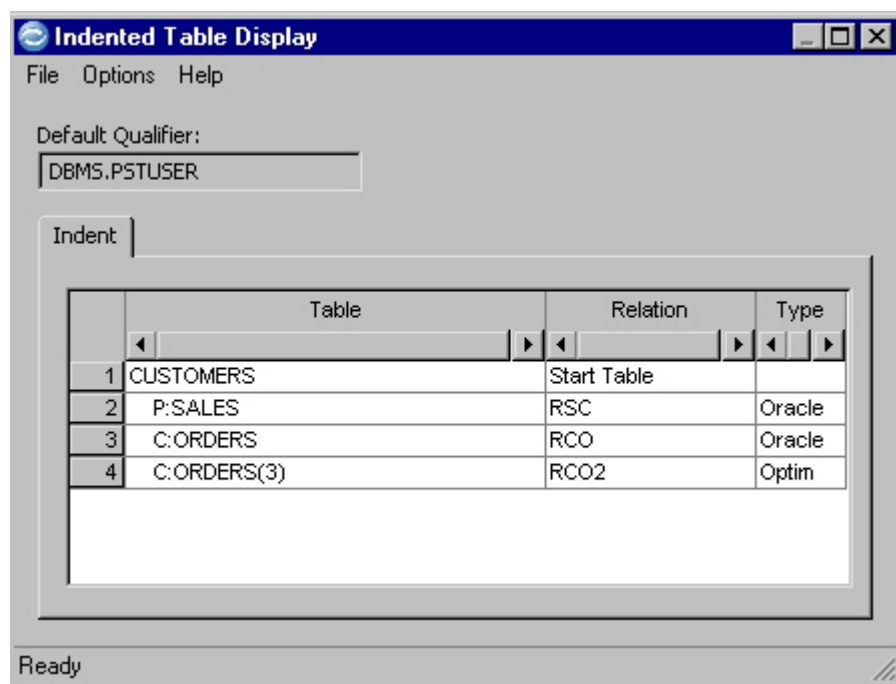 Indented Table Display
File Options Help
Default Qualifier:
DBMS.PSTUSER
Indent
Table Relation Type
1 CUSTOMERS Start Table
2 P:SALES RSC Oracle
3 C:ORDERS RCO Oracle
4 C:ORDERS(3) RCO2 Optim
Ready